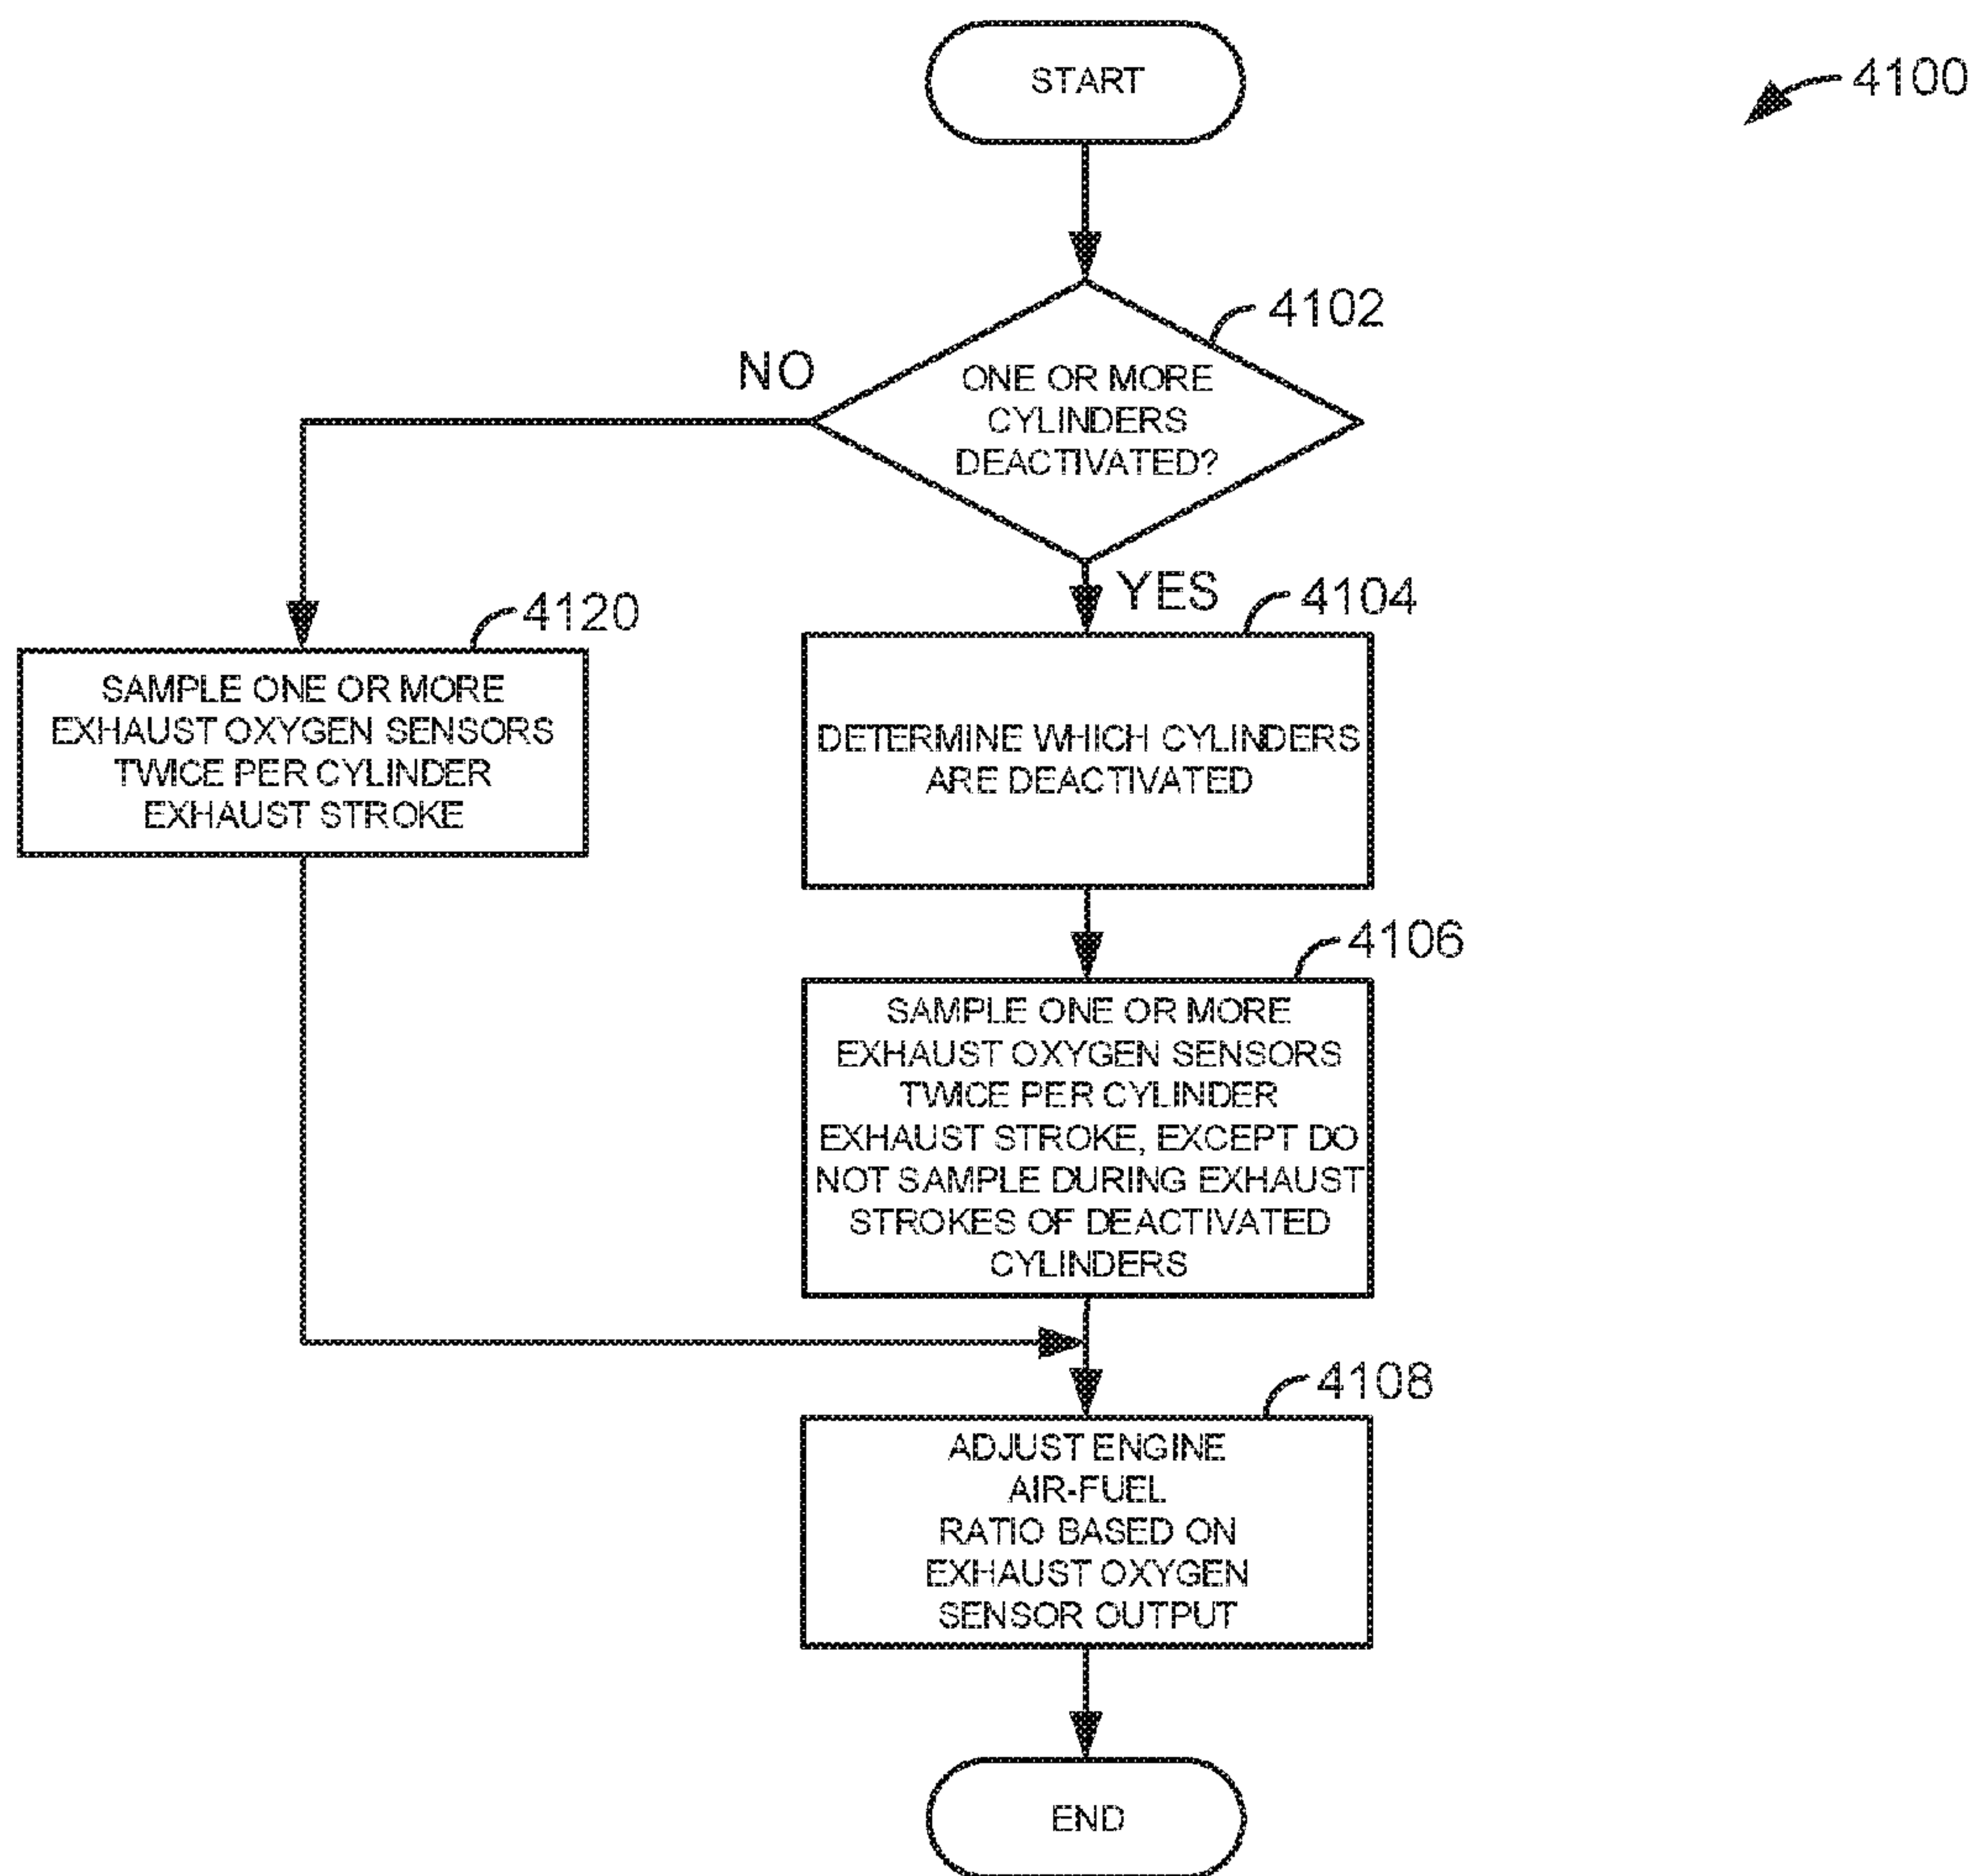 START
4100
4102
ONE OR MORE
CYLINDERS
DEACTIVATED?
NO
YES
4120
SAMPLE ONE OR MORE
EXHAUST OXYGEN SENSORS
TWICE PER CYLINDER
EXHAUST STROKE
4104
DETERMINE WHICH CYLINDERS
ARE DEACTIVATED
4106
SAMPLE ONE OR MORE
EXHAUST OXYGEN SENSORS
TWICE PER CYLINDER
EXHAUST STROKE, EXCEPT DO
NOT SAMPLE DURING EXHAUST
STROKES OF DEACTIVATED
CYLINDERS
4108
ADJUST ENGINE
AIR-FUEL
RATIO BASED ON
EXHAUST OXYGEN
SENSOR OUTPUT
END